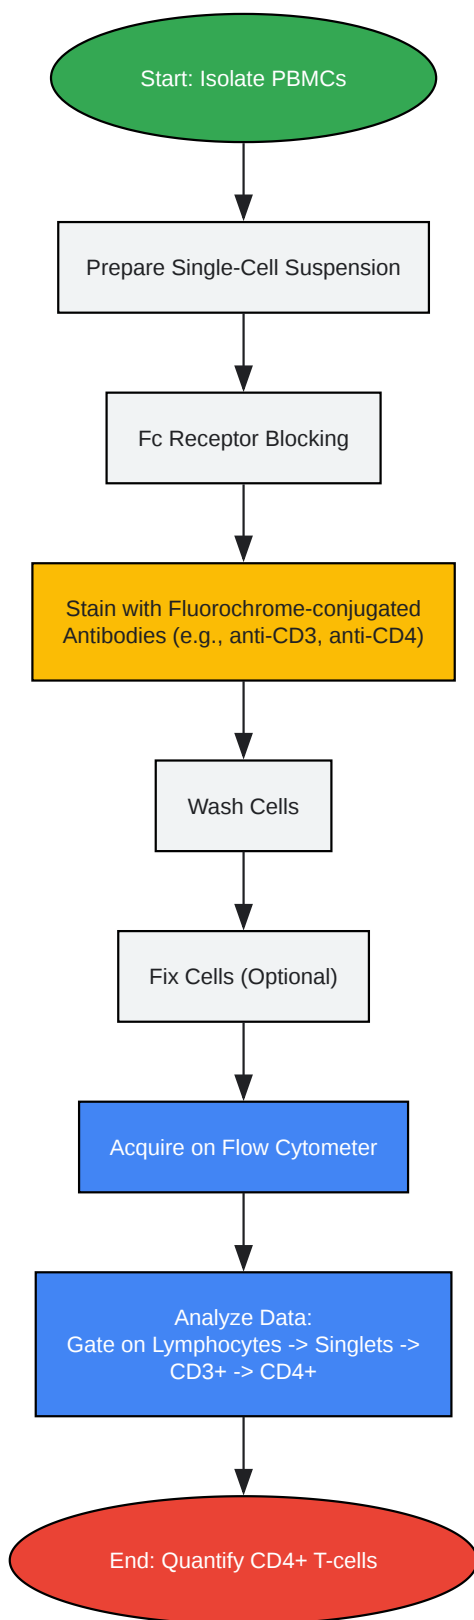 Start: Isolate PBMCs
Prepare Single-Cell Suspension
Fc Receptor Blocking
Stain with Fluorochrome-conjugated
Antibodies (e.g., anti-CD3, anti-CD4)
Wash Cells
Fix Cells (Optional)
Acquire on Flow Cytometer
Analyze Data:
Gate on Lymphocytes -> Singlets ->
CD3+ -> CD4+
End: Quantify CD4+ T-cells